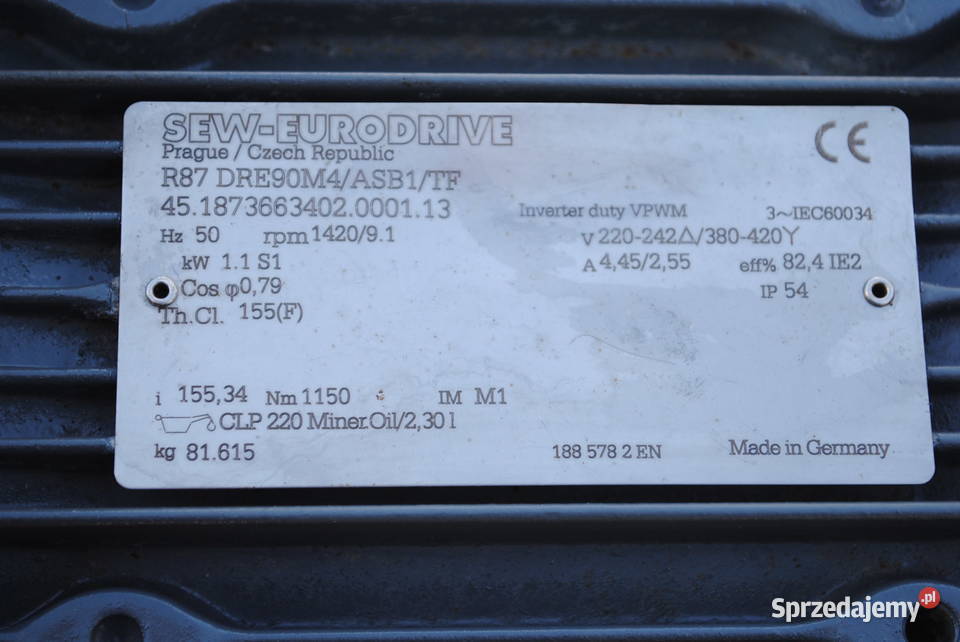 SEW-EURODRIVE
CE
Prague / Czech Republic
R87 DRE90M4/ASB1/TF
45.1873663402.0001.13 Inverter duty VPWM 3~IEC60034
Hz 50 rpm 1420/9.1 V 220-242△/380-420Y
kW 1.1 S1 A 4,45/2,55 eff% 82,4 IE2
Cos φ 0,79 IP 54
Th.Cl. 155(F)
i 155,34 Nm 1150 IM M1
CLP 220 Miner.Oil/2,30 l
kg 81.615 188 578 2 EN Made in Germany
Sprzedajemy.pl